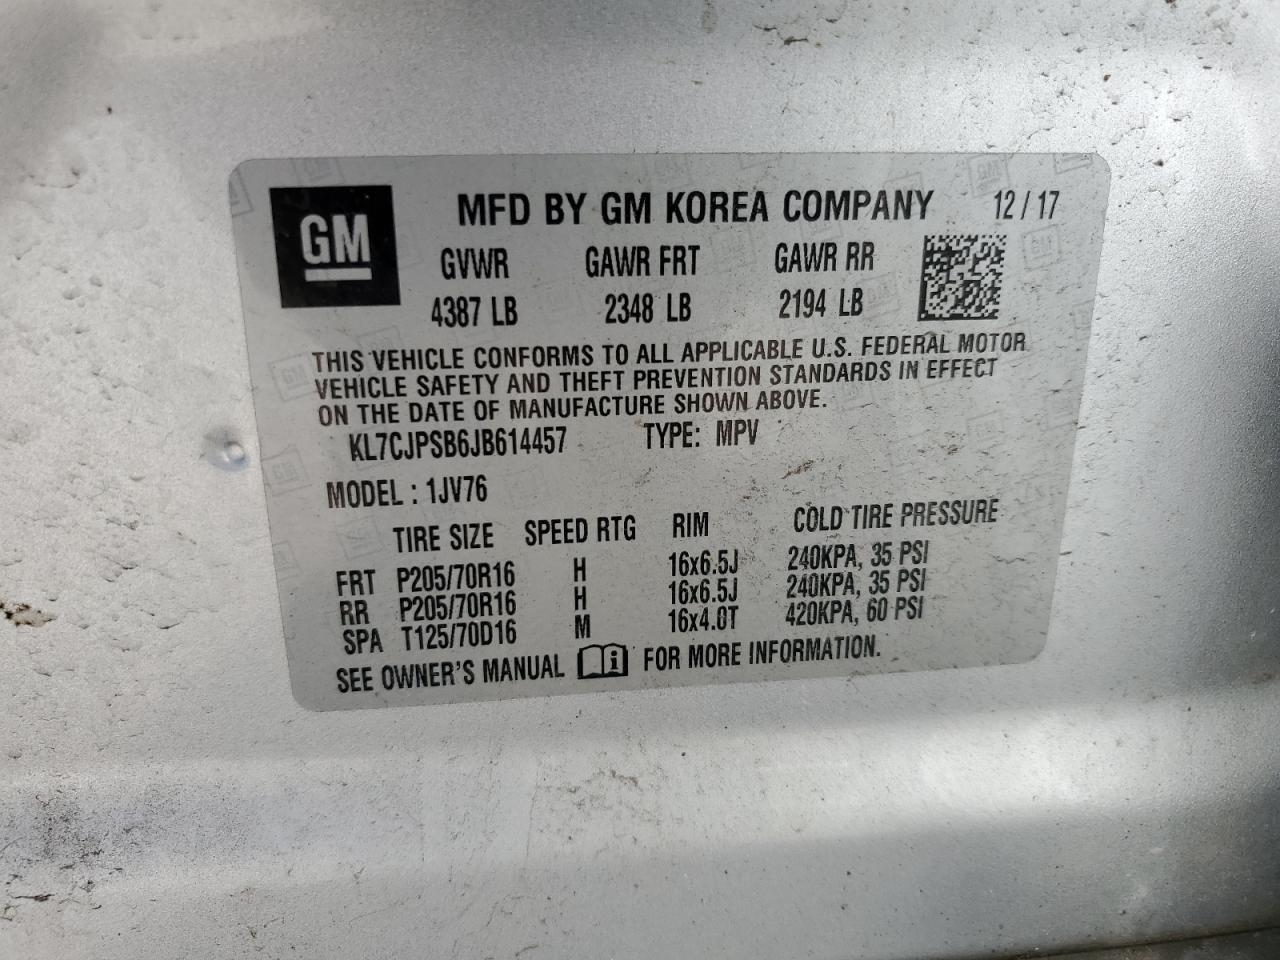 GM
MFD BY GM KOREA COMPANY 12/17
GVWR GAWR FRT GAWR RR
4387 LB 2348 LB 2194 LB
THIS VEHICLE CONFORMS TO ALL APPLICABLE U.S. FEDERAL MOTOR
VEHICLE SAFETY AND THEFT PREVENTION STANDARDS IN EFFECT
ON THE DATE OF MANUFACTURE SHOWN ABOVE.
KL7CJPSB6JB614457 TYPE: MPV
MODEL : 1JV76
TIRE SIZE SPEED RTG RIM COLD TIRE PRESSURE
FRT P205/70R16 H 16x6.5J 240KPA, 35 PSI
RR P205/70R16 H 16x6.5J 240KPA, 35 PSI
SPA T125/70D16 M 16x4.0T 420KPA, 60 PSI
SEE OWNER'S MANUAL FOR MORE INFORMATION.